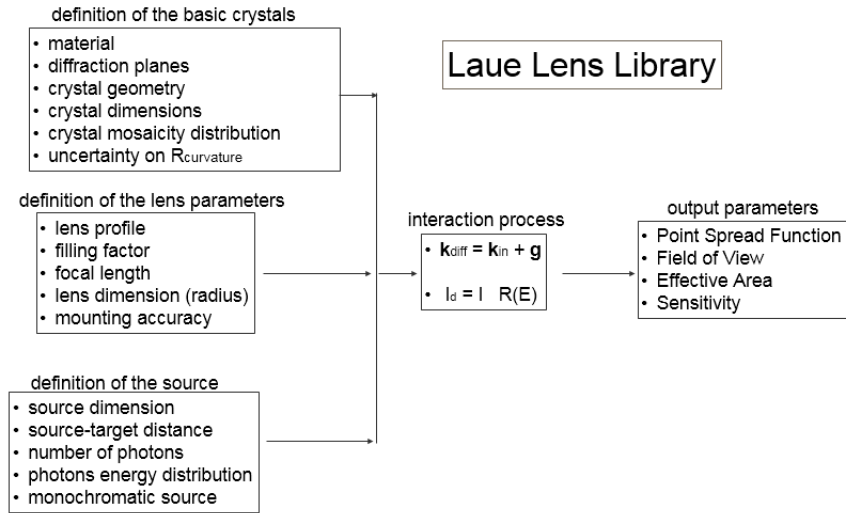 definition of the basic crystals
• material
• diffraction planes
• crystal geometry
• crystal dimensions
• crystal mosaicity distribution
• uncertainty on Rcurvature
Laue Lens Library
definition of the lens parameters
• lens profile
• filling factor
• focal length
• lens dimension (radius)
• mounting accuracy
interaction process
• kdiff = kin + g
• Id = I R(E)
output parameters
• Point Spread Function
• Field of View
• Effective Area
• Sensitivity
definition of the source
• source dimension
• source-target distance
• number of photons
• photons energy distribution
• monochromatic source